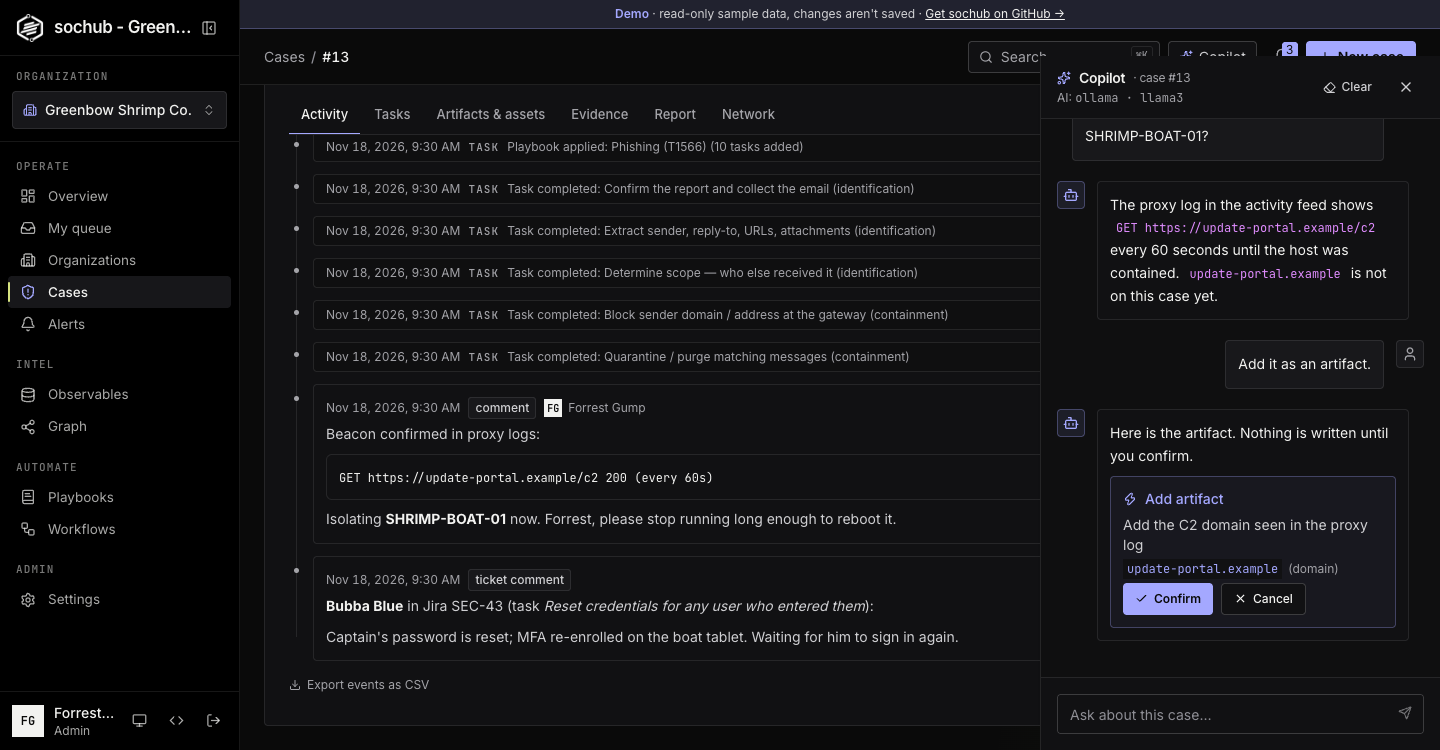 sochub - Green...
ORGANIZATION
Greenbow Shrimp Co.
OPERATE
Overview
My queue
Organizations
Cases
Alerts
INTEL
Observables
Graph
AUTOMATE
Playbooks
Workflows
ADMIN
Settings
FG
Forrest...
Admin
Demo · read-only sample data, changes aren't saved · Get sochub on GitHub →
Cases / #13
Search
⌘K
Copilot
3
New case
Activity
Tasks
Artifacts & assets
Evidence
Report
Network
Nov 18, 2026, 9:30 AM TASK Playbook applied: Phishing (T1566) (10 tasks added)
Nov 18, 2026, 9:30 AM TASK Task completed: Confirm the report and collect the email (identification)
Nov 18, 2026, 9:30 AM TASK Task completed: Extract sender, reply-to, URLs, attachments (identification)
Nov 18, 2026, 9:30 AM TASK Task completed: Determine scope — who else received it (identification)
Nov 18, 2026, 9:30 AM TASK Task completed: Block sender domain / address at the gateway (containment)
Nov 18, 2026, 9:30 AM TASK Task completed: Quarantine / purge matching messages (containment)
Nov 18, 2026, 9:30 AM comment FG Forrest Gump
Beacon confirmed in proxy logs:
GET https://update-portal.example/c2 200 (every 60s)
Isolating SHRIMP-BOAT-01 now. Forrest, please stop running long enough to reboot it.
Nov 18, 2026, 9:30 AM ticket comment
Bubba Blue in Jira SEC-43 (task Reset credentials for any user who entered them):
Captain's password is reset; MFA re-enrolled on the boat tablet. Waiting for him to sign in again.
Export events as CSV
Copilot · case #13
AI: ollama · llama3
Clear
SHRIMP-BOAT-01?
The proxy log in the activity feed shows
GET https://update-portal.example/c2
every 60 seconds until the host was
contained. update-portal.example is not
on this case yet.
Add it as an artifact.
Here is the artifact. Nothing is written until
you confirm.
Add artifact
Add the C2 domain seen in the proxy
log
update-portal.example (domain)
Confirm
Cancel
Ask about this case...